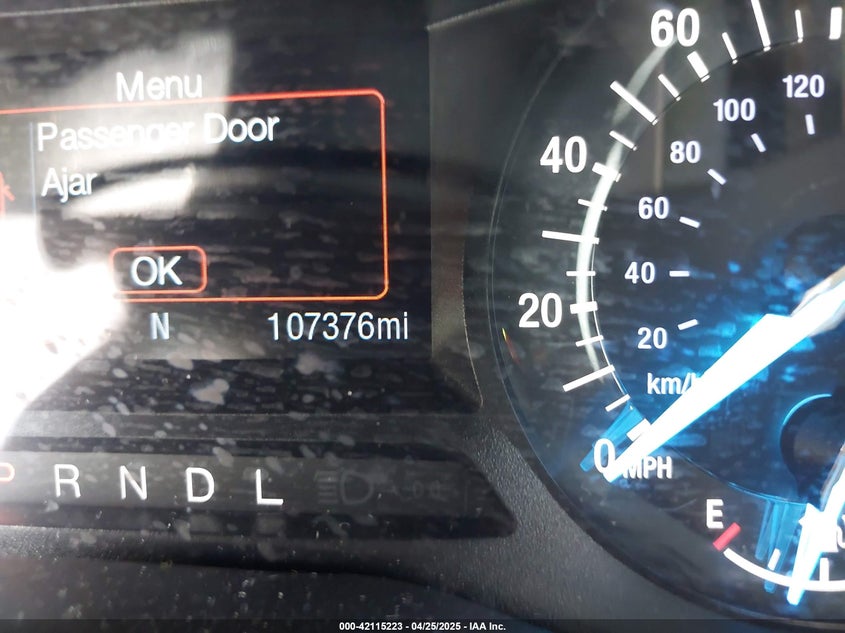 Menu
Passenger Door
Ajar
OK
N 107376mi
P R N D L
60
40
20
0 MPH
120
100
80
60
40
20
km/h
E
000-42115223 - 04/25/2025 - IAA Inc.